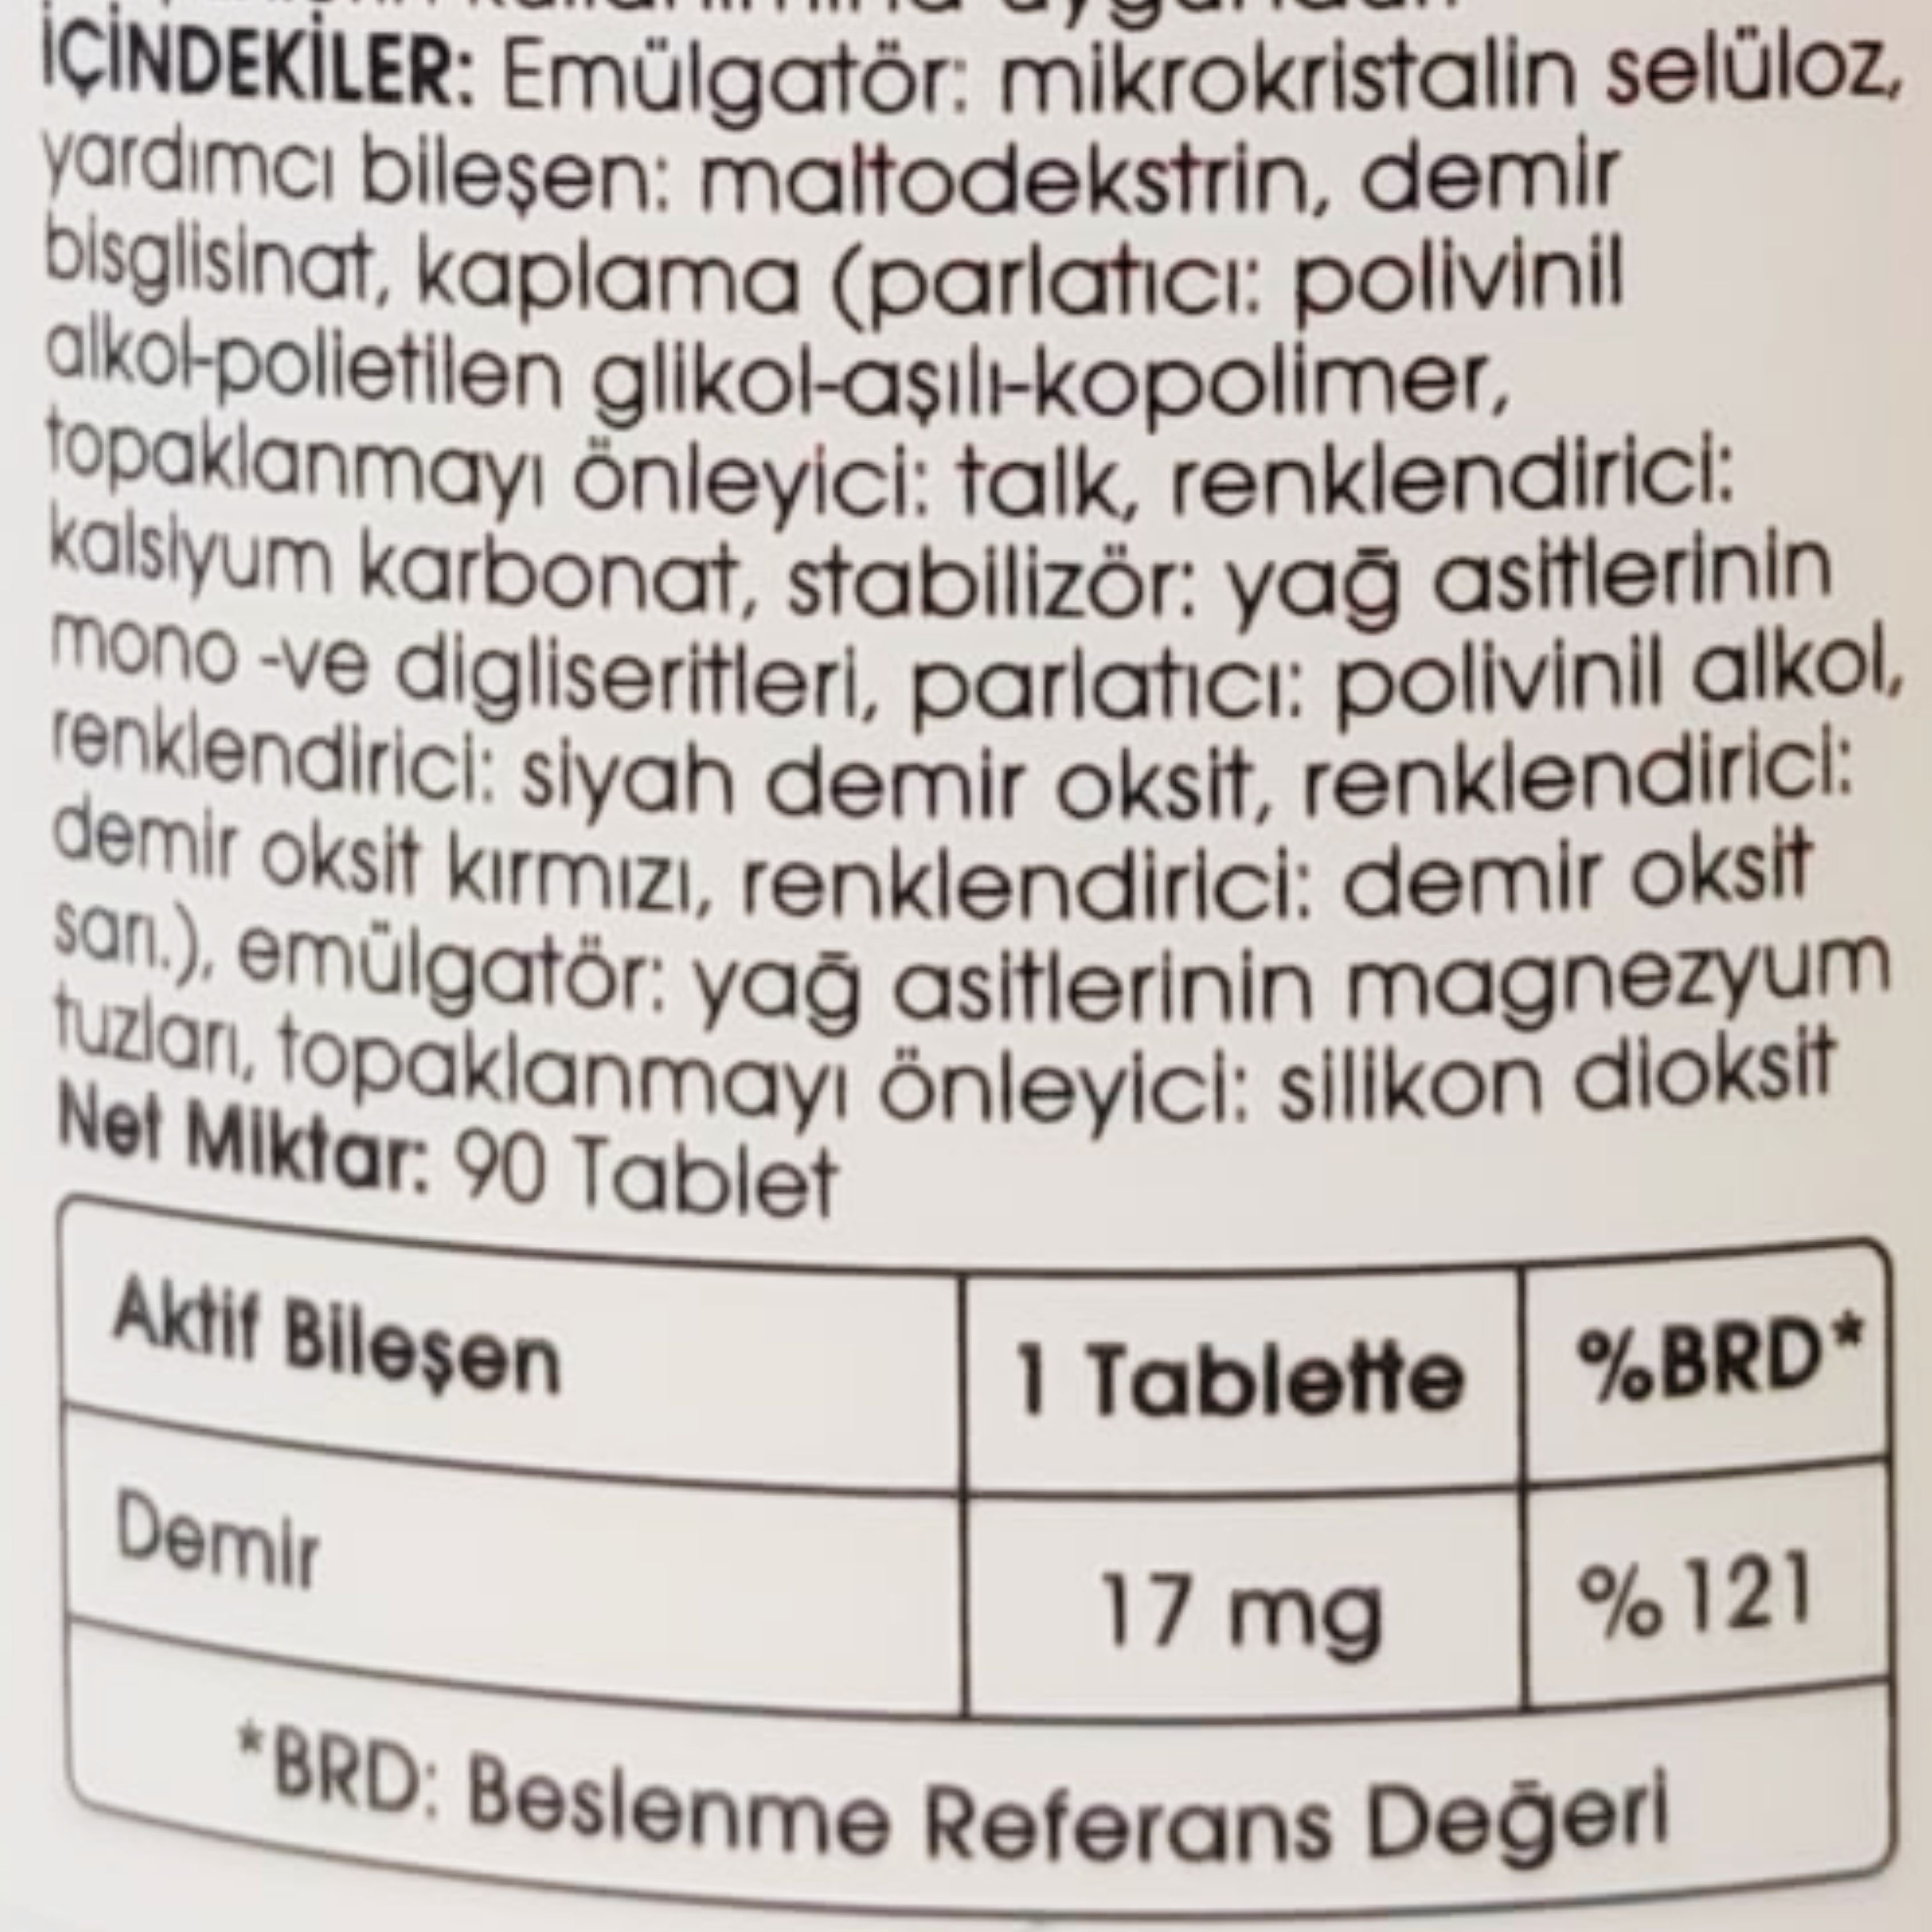 kullanımına uygundur.
İÇİNDEKİLER: Emülgatör: mikrokristalin selüloz,
yardımcı bileşen: maltodekstrin, demir
bisglisinat, kaplama (parlatıcı: polivinil
alkol-polietilen glikol-aşılı-kopolimer,
topaklanmayı önleyici: talk, renklendirici:
kalsiyum karbonat, stabilizör: yağ asitlerinin
mono -ve digliseritleri, parlatıcı: polivinil alkol,
renklendirici: siyah demir oksit, renklendirici:
demir oksit kırmızı, renklendirici: demir oksit
sarı.), emülgatör: yağ asitlerinin magnezyum
tuzları, topaklanmayı önleyici: silikon dioksit
Net Miktar: 90 Tablet
Aktif Bileşen 1 Tablette %BRD*
Demir 17 mg %121
*BRD: Beslenme Referans Değeri